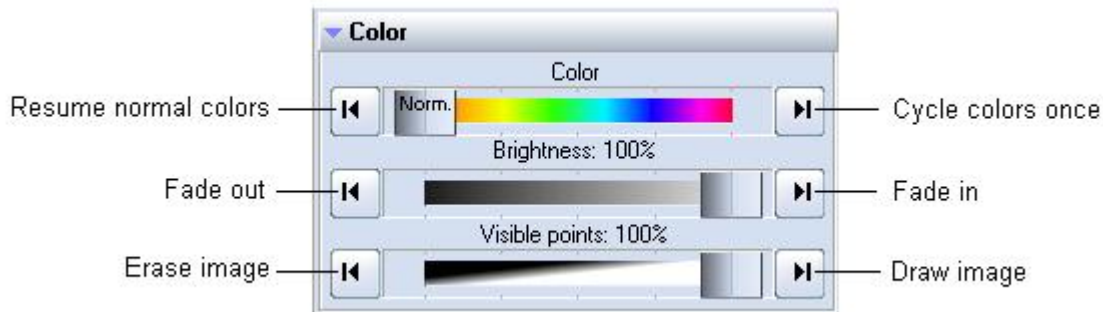 Color
Color
Resume normal colors
Norm.
Cycle colors once
Brightness: 100%
Fade out
Fade in
Visible points: 100%
Erase image
Draw image